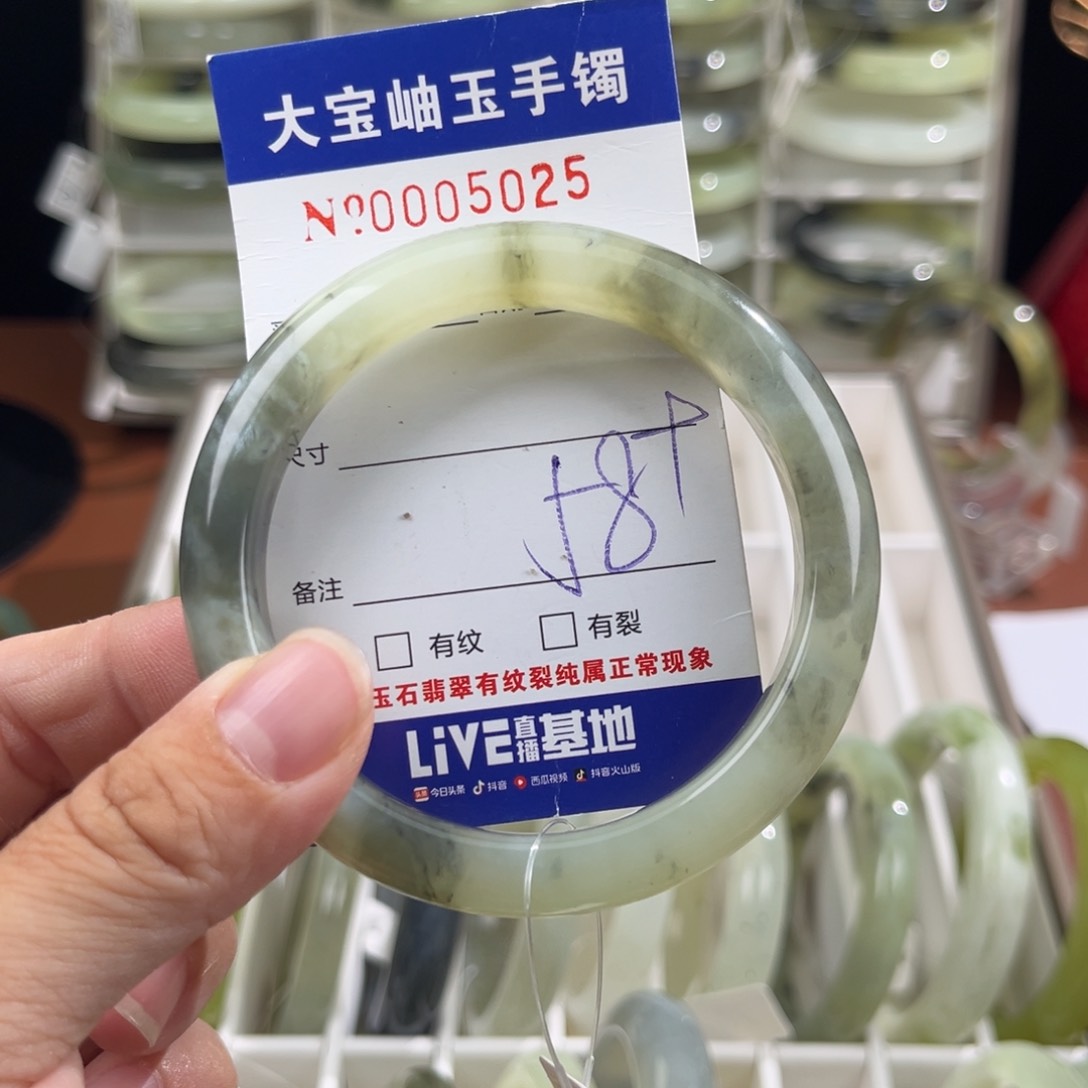 大宝岫玉手镯
Nº0005025
尺寸
58+
备注
有纹 有裂
玉石翡翠有纹裂纯属正常现象
LiVE直播基地
头条 今日头条 抖音 西瓜视频 抖音火山版